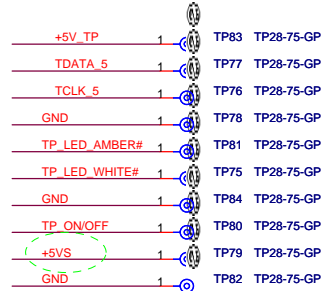 +5V_TP 1 TP83 TP28-75-GP
TDATA_5 1 TP77 TP28-75-GP
TCLK_5 1 TP76 TP28-75-GP
GND 1 TP78 TP28-75-GP
TP_LED_AMBER# 1 TP81 TP28-75-GP
TP_LED_WHITE# 1 TP75 TP28-75-GP
GND 1 TP84 TP28-75-GP
TP_ON/OFF 1 TP80 TP28-75-GP
+5VS 1 TP79 TP28-75-GP
GND 1 TP82 TP28-75-GP